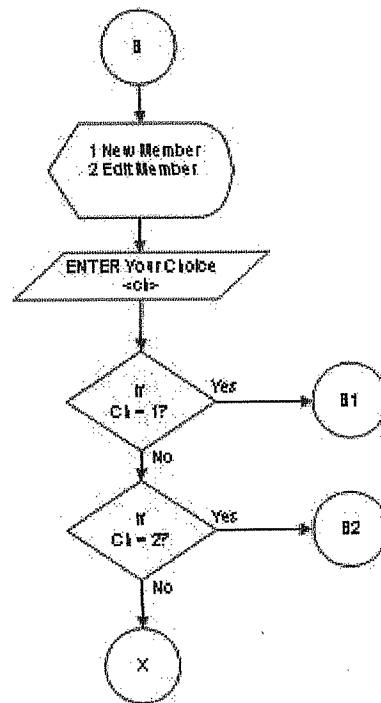 B
1 New Member
2 Edit Member
ENTER Your Choice
<ch>
If
Ch = 1?
Yes
B1
No
If
Ch = 2?
Yes
B2
No
X